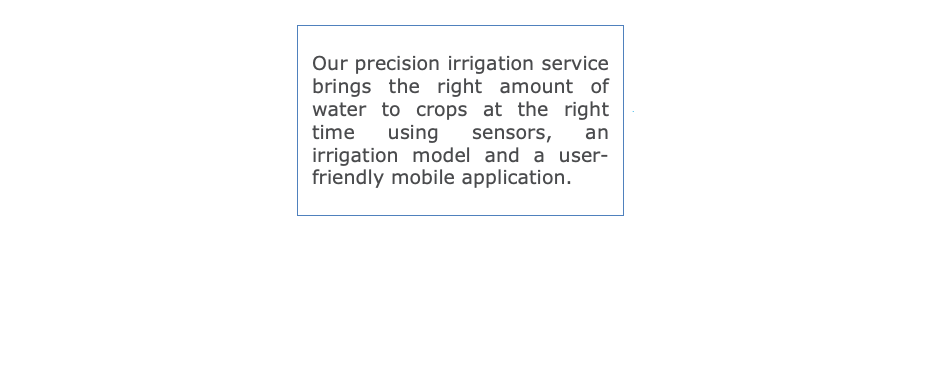 Our precision irrigation service
brings the right amount of
water to crops at the right
time using sensors, an
irrigation model and a user-
friendly mobile application.